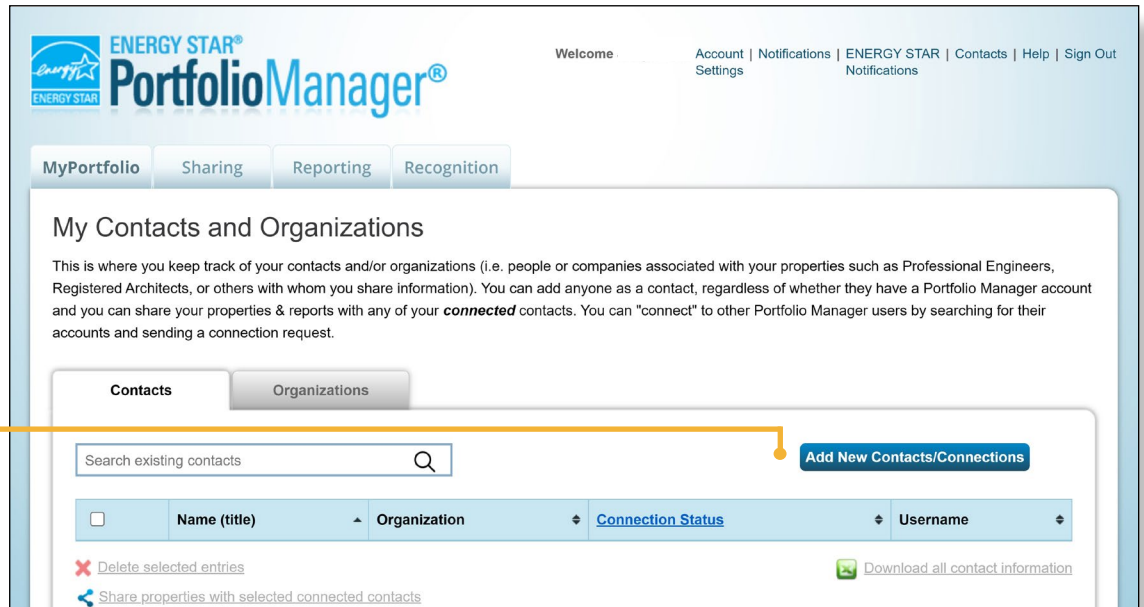 ENERGY STAR®
PortfolioManager®
energy
ENERGY STAR
Welcome
Account Settings | Notifications | ENERGY STAR Notifications | Contacts | Help | Sign Out
MyPortfolio Sharing Reporting Recognition
My Contacts and Organizations
This is where you keep track of your contacts and/or organizations (i.e. people or companies associated with your properties such as Professional Engineers,
Registered Architects, or others with whom you share information). You can add anyone as a contact, regardless of whether they have a Portfolio Manager account
and you can share your properties & reports with any of your connected contacts. You can "connect" to other Portfolio Manager users by searching for their
accounts and sending a connection request.
Contacts Organizations
Search existing contacts
Add New Contacts/Connections
Name (title) Organization Connection Status Username
Delete selected entries Download all contact information
Share properties with selected connected contacts